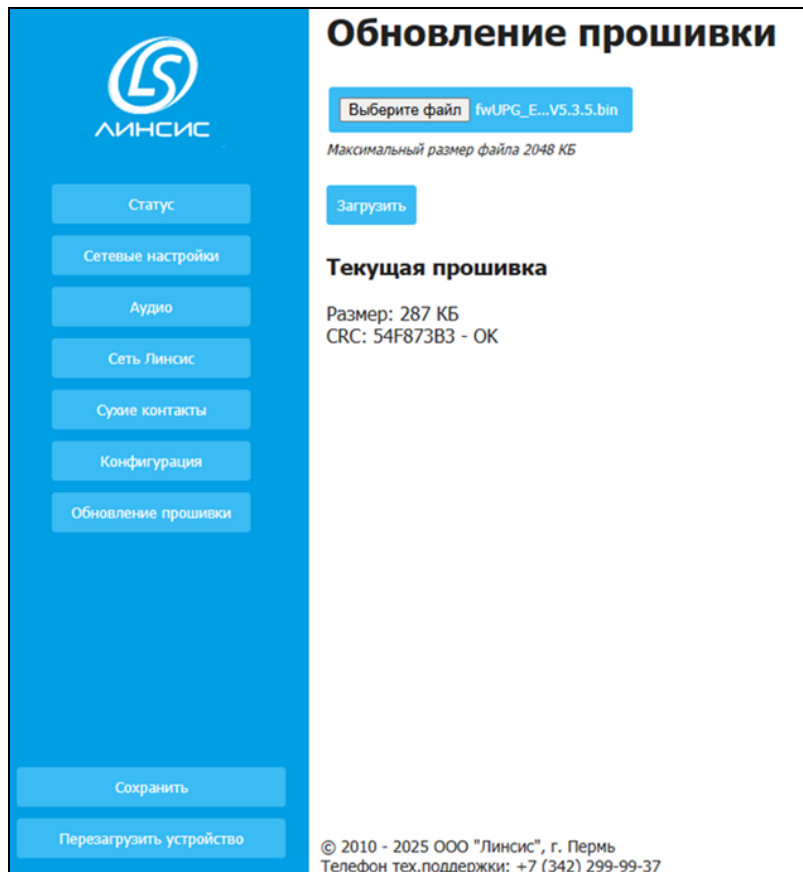 ЛИНСИС
Статус
Сетевые настройки
Аудио
Сеть Линсис
Сухие контакты
Конфигурация
Обновление прошивки
Сохранить
Перезагрузить устройство
Обновление прошивки
Выберите файл fwUPG_E...V5.3.5.bin
Максимальный размер файла 2048 КБ
Загрузить
Текущая прошивка
Размер: 287 КБ
CRC: 54F873B3 - OK
© 2010 - 2025 ООО "Линсис", г. Пермь
Телефон тех.поддержки: +7 (342) 299-99-37